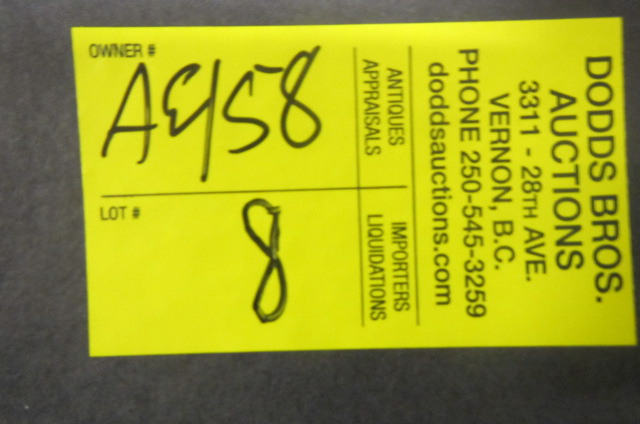 DODDS BROS.
AUCTIONS
3311 - 28TH AVE.
VERNON, B.C.
PHONE 250-545-3259
doddsauctions.com
ANTIQUES IMPORTERS
APPRAISALS LIQUIDATIONS
OWNER #
AE158
LOT #
8